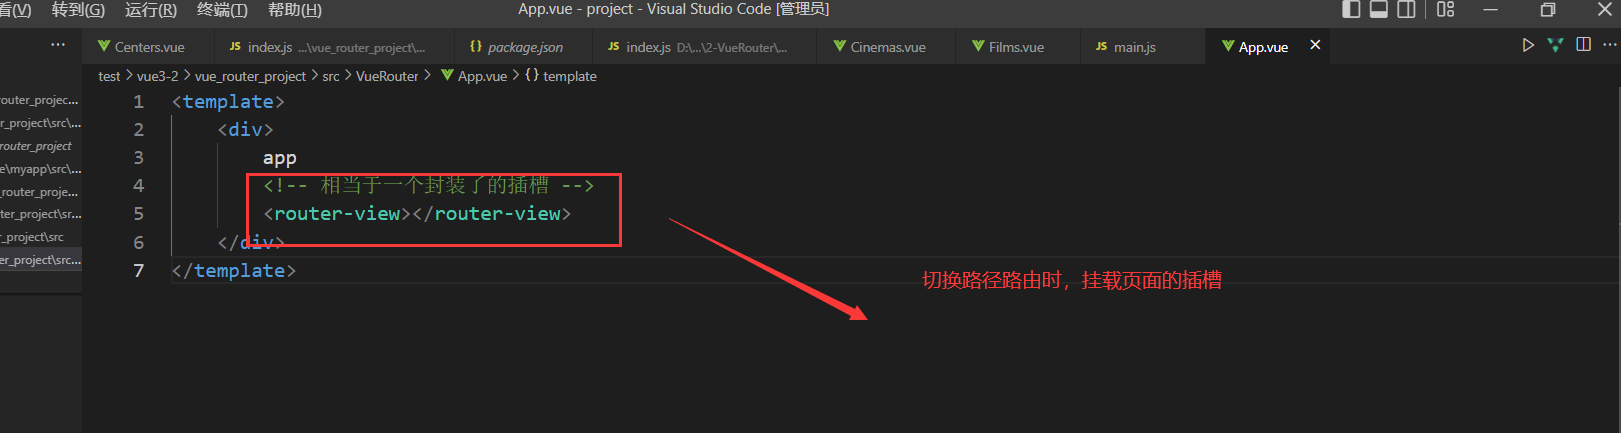 看(V) 转到(G) 运行(R) 终端(T) 帮助(H) App.vue - project - Visual Studio Code [管理员]
··· Centers.vue JS index.js ...\vue_router_project\... {} package.json JS index.js D:\...\2-VueRouter\... Cinemas.vue Films.vue JS main.js App.vue × ···
test > vue3-2 > vue_router_project > src > VueRouter > App.vue > {} template
router_projec...
er_project\src\...
router_project
e\myapp\src\...
_router_proje...
uter_project\sr...
r_project\src
er_project\src...
1 <template>
2 <div>
3 app
4 <!-- 相当于一个封装了的插槽 -->
5 <router-view></router-view>
6 </div>
7 </template>
切换路径路由时，挂载页面的插槽